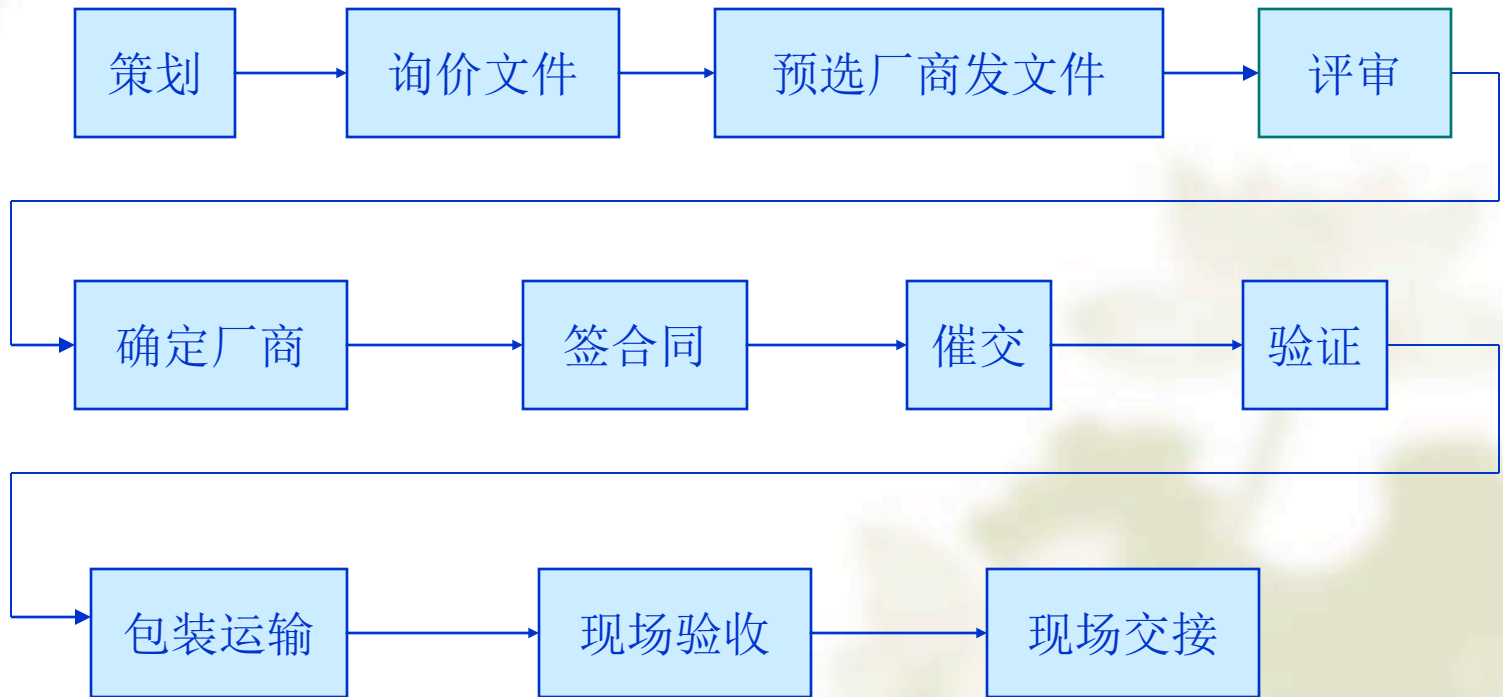 策划
询价文件
预选厂商发文件
评审
确定厂商
签合同
催交
验证
包装运输
现场验收
现场交接